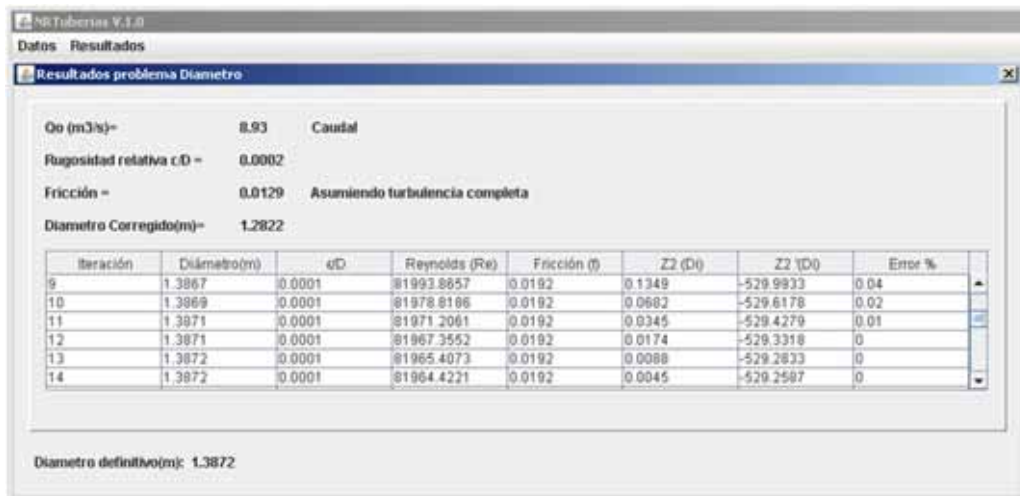 NRTuberias V.1.0
Datos Resultados
Resultados problema Diametro
Qo (m3/s)= 8.93 Caudal
Rugosidad relativa ε/D = 0.0002
Fricción = 0.0129 Asumiendo turbulencia completa
Diametro Corregido(m)= 1.2822
Iteración Diámetro(m) ε/D Reynolds (Re) Fricción (f) Z2 (Di) Z2 '(Di) Error %
9 1.3867 0.0001 81993.8657 0.0192 0.1349 -529.9933 0.04
10 1.3869 0.0001 81978.8186 0.0192 0.0682 -529.6178 0.02
11 1.3871 0.0001 81971.2061 0.0192 0.0345 -529.4279 0.01
12 1.3871 0.0001 81967.3552 0.0192 0.0174 -529.3318 0
13 1.3872 0.0001 81965.4073 0.0192 0.0088 -529.2833 0
14 1.3872 0.0001 81964.4221 0.0192 0.0045 -529.2587 0
Diametro definitivo(m): 1.3872